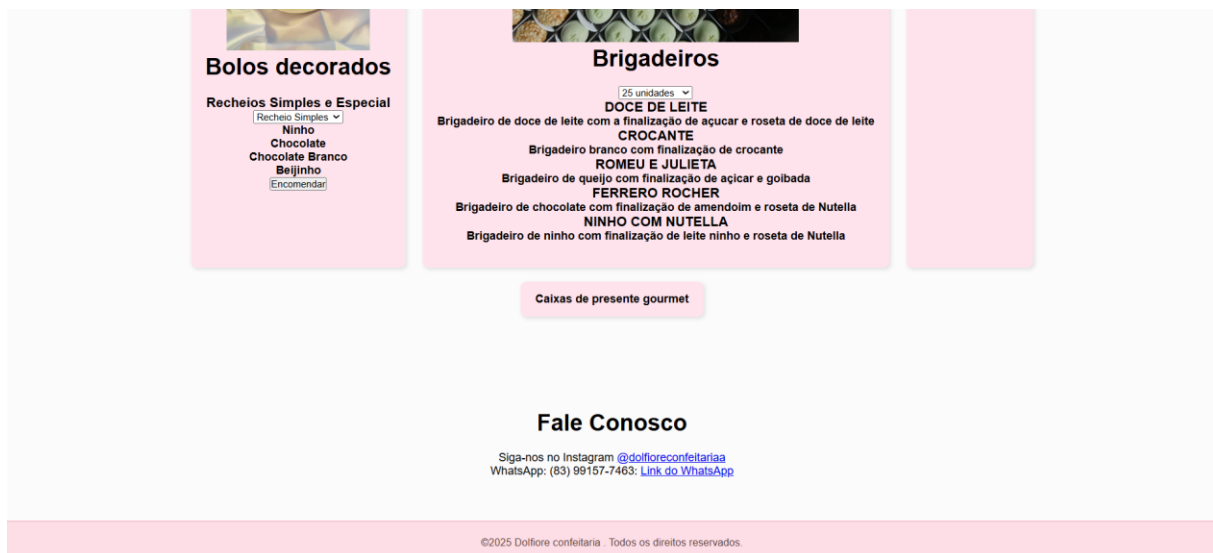 Bolos decorados
Recheios Simples e Especial
Recheio Simples
Ninho
Chocolate
Chocolate Branco
Beijinho
Encomendar
Brigadeiros
25 unidades
DOCE DE LEITE
Brigadeiro de doce de leite com a finalização de açucar e roseta de doce de leite
CROCANTE
Brigadeiro branco com finalização de crocante
ROMEU E JULIETA
Brigadeiro de queijo com finalização de açicar e goibada
FERRERO ROCHER
Brigadeiro de chocolate com finalização de amendoim e roseta de Nutella
NINHO COM NUTELLA
Brigadeiro de ninho com finalização de leite ninho e roseta de Nutella
Caixas de presente gourmet
Fale Conosco
Siga-nos no Instagram @dolfioreconfeitariaa
WhatsApp: (83) 99157-7463: Link do WhatsApp
©2025 Dolfiore confeitaria . Todos os direitos reservados.